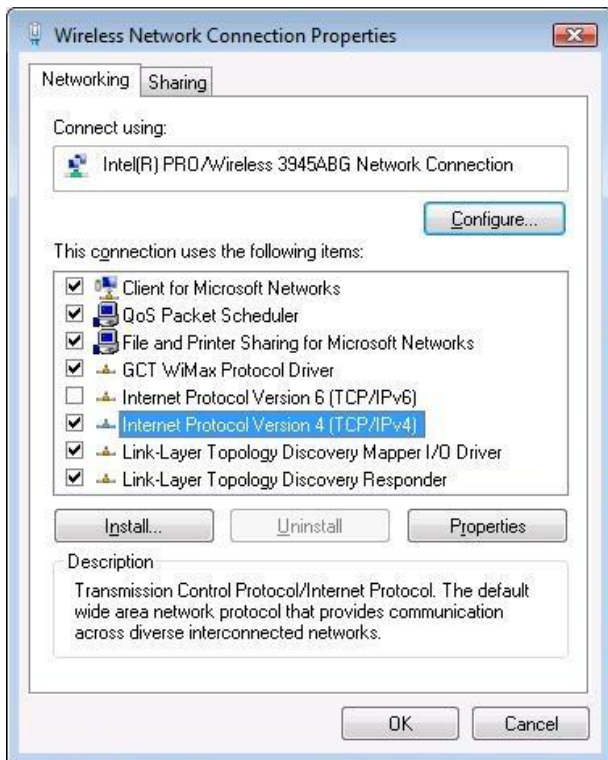 Wireless Network Connection Properties
Networking
Sharing
Connect using:
Intel(R) PRO/Wireless 3945ABG Network Connection
Configure...
This connection uses the following items:
Client for Microsoft Networks
QoS Packet Scheduler
File and Printer Sharing for Microsoft Networks
GCT WiMax Protocol Driver
Internet Protocol Version 6 (TCP/IPv6)
Internet Protocol Version 4 (TCP/IPv4)
Link-Layer Topology Discovery Mapper I/O Driver
Link-Layer Topology Discovery Responder
Install...
Uninstall
Properties
Description
Transmission Control Protocol/Internet Protocol. The default
wide area network protocol that provides communication
across diverse interconnected networks.
OK
Cancel